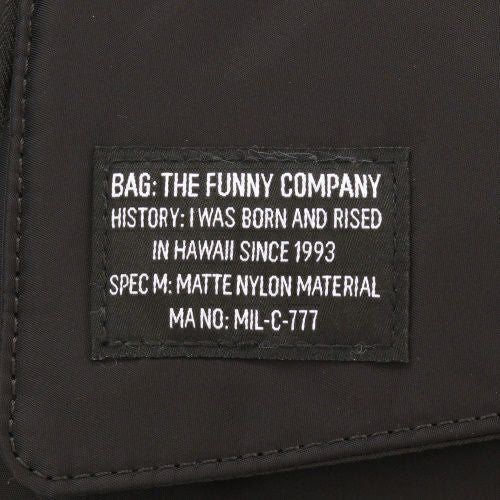 BAG: THE FUNNY COMPANY
HISTORY: I WAS BORN AND RISED
IN HAWAII SINCE 1993
SPEC M: MATTE NYLON MATERIAL
MA NO: MIL-C-777